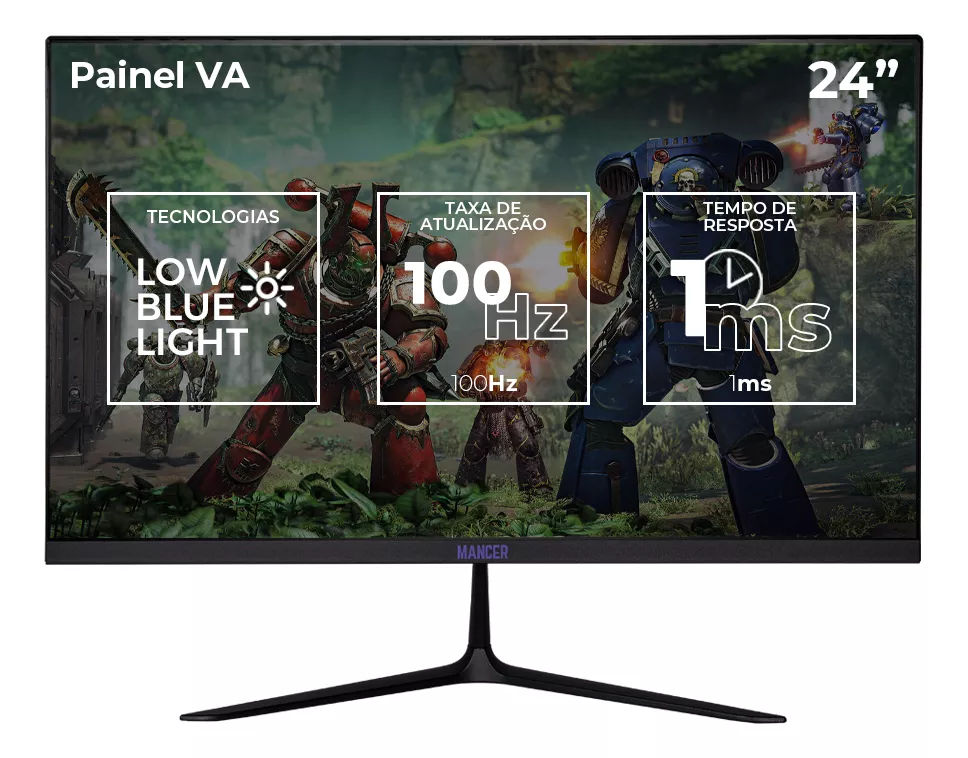 Painel VA
24”
TECNOLOGIAS
LOW
BLUE
LIGHT
TAXA DE
ATUALIZAÇÃO
100
Hz
100Hz
TEMPO DE
RESPOSTA
1
ms
1ms
MANCER